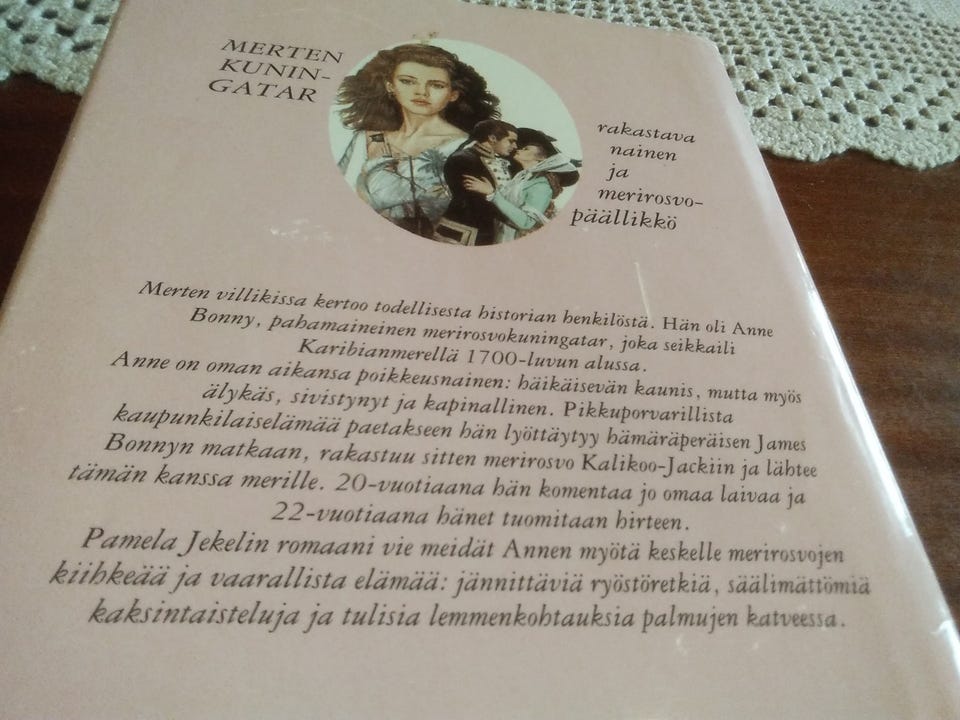 MERTEN
KUNIN-
GATAR
rakastava
nainen
ja
merirosvo-
päällikkö
Merten villikissa kertoo todellisesta historian henkilöstä. Hän oli Anne
Bonny, pahamaineinen merirosvokuningatar, joka seikkaili
Karibianmerellä 1700-luvun alussa.
Anne on oman aikansa poikkeusnainen: häikäisevän kaunis, mutta myös
älykäs, sivistynyt ja kapinallinen. Pikkuporvarillista
kaupunkilaiselämää paetakseen hän lyöttäytyy hämäräperäisen James
Bonnyn matkaan, rakastuu sitten merirosvo Kalikoo-Jackiin ja lähtee
tämän kanssa merille. 20-vuotiaana hän komentaa jo omaa laivaa ja
22-vuotiaana hänet tuomitaan hirteen.
Pamela Jekelin romaani vie meidät Annen myötä keskelle merirosvojen
kiihkeää ja vaarallista elämää: jännittäviä ryöstöretkiä, säälimättömiä
kaksintaisteluja ja tulisia lemmenkohtauksia palmujen katveessa.